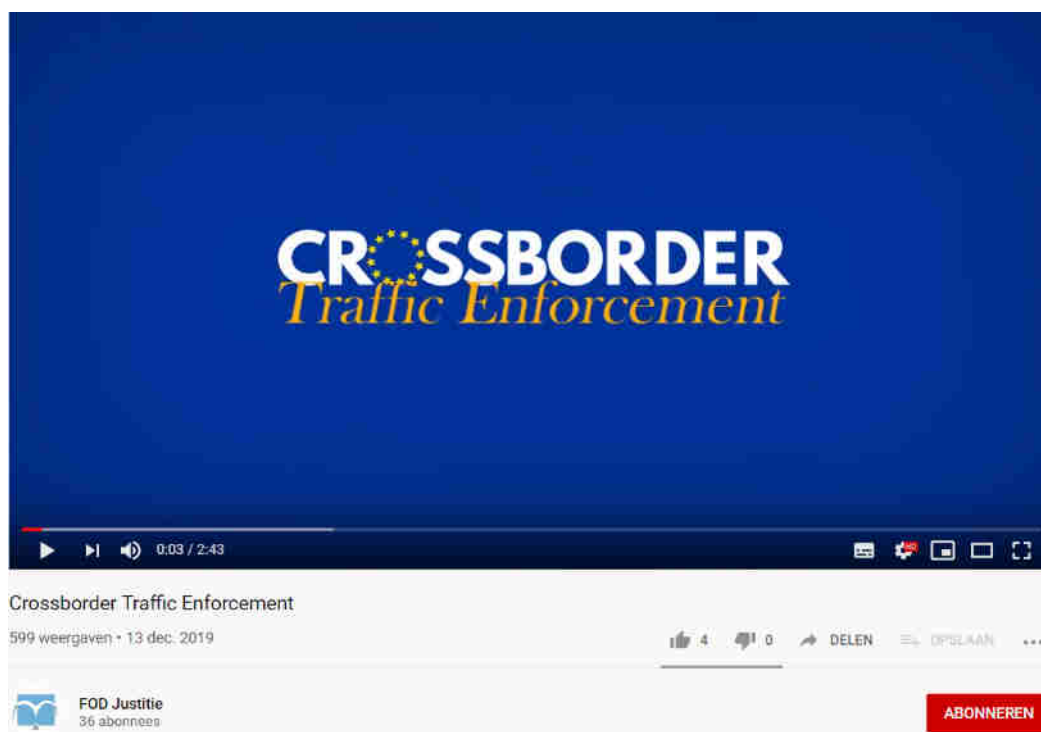 CROSSBORDER
Traffic Enforcement
0:03 / 2:43
HD
Crossborder Traffic Enforcement
599 weergaven • 13 dec. 2019
4 0 DELEN OPSLAAN
FOD Justitie
36 abonnees
ABONNEREN